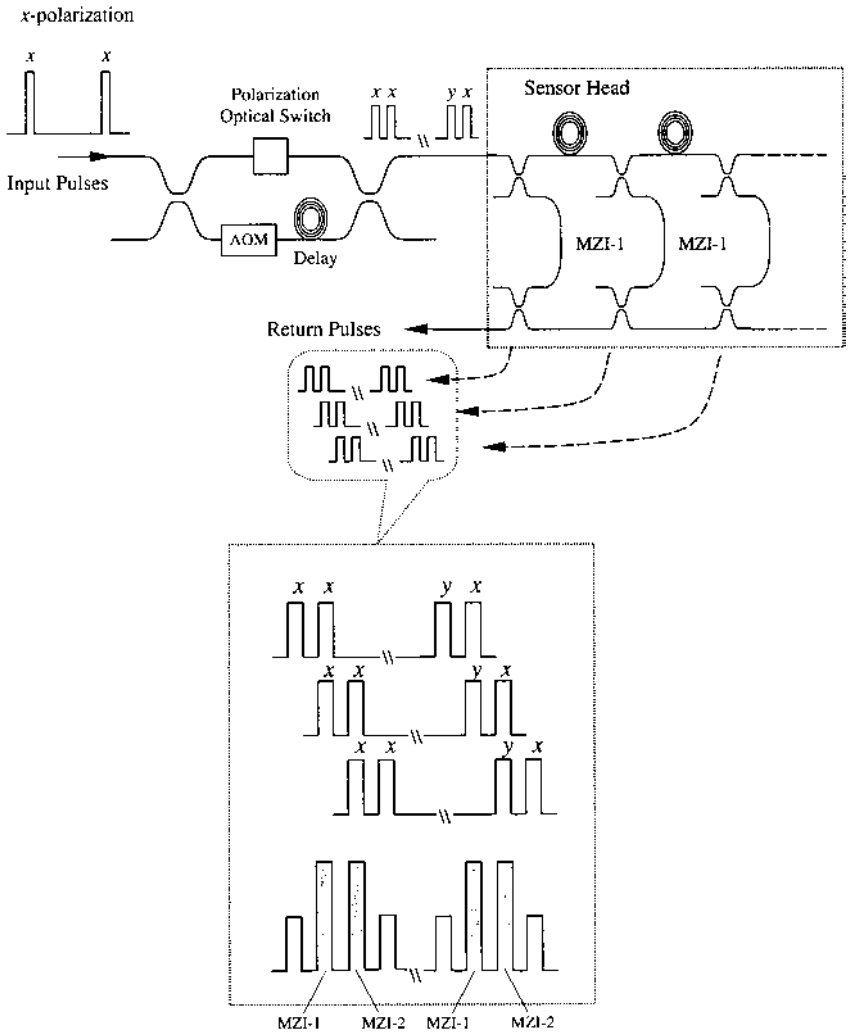 x-polarization
x x
Polarization
Optical Switch
x x y x
Sensor Head
Input Pulses
AOM
Delay
MZI-1 MZI-1
Return Pulses
x x y x
x x y x
x x y x
MZI-1 MZI-2 MZI-1 MZI-2